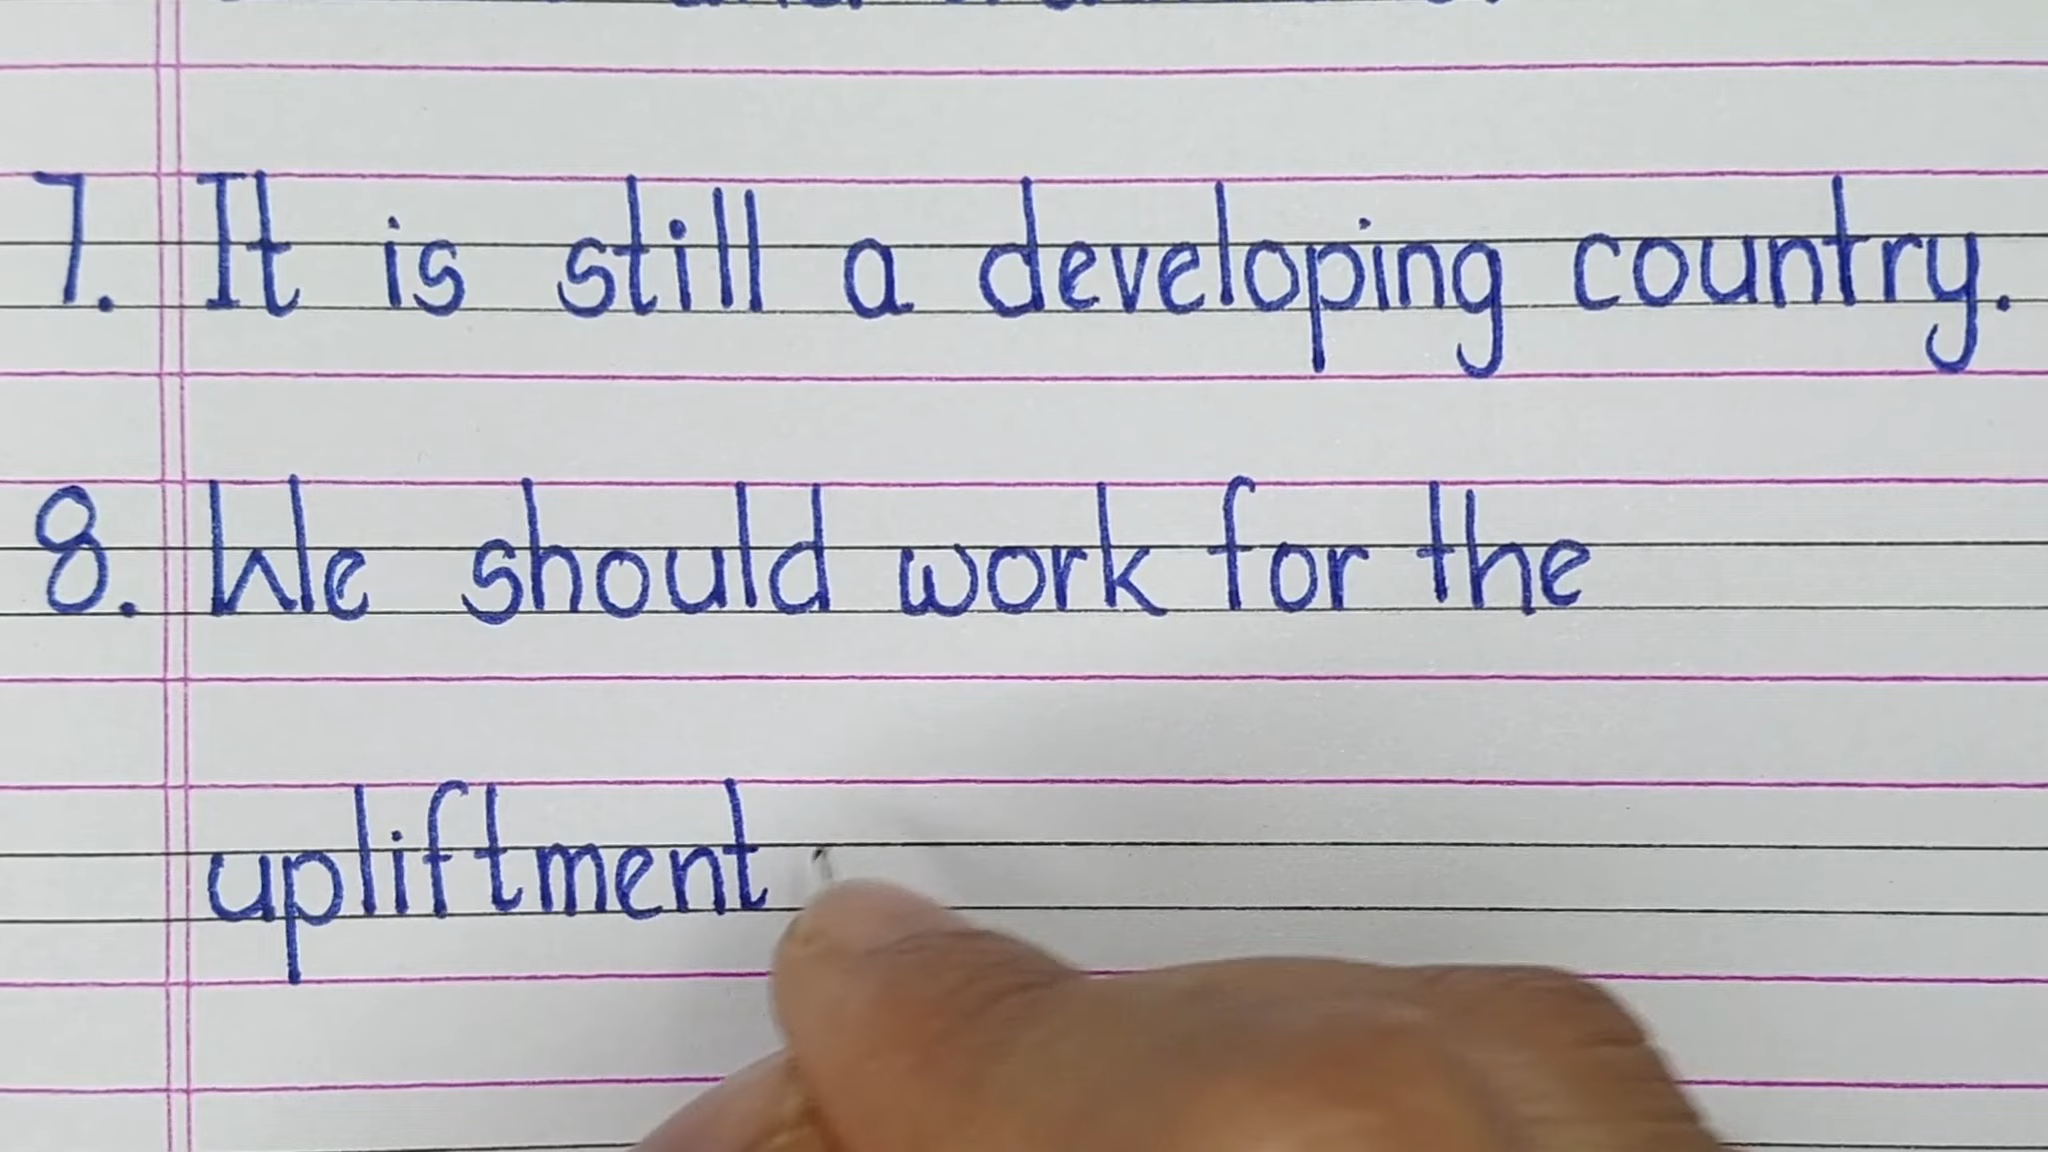 7. It is still a developing country.
8. We should work for the
upliftment